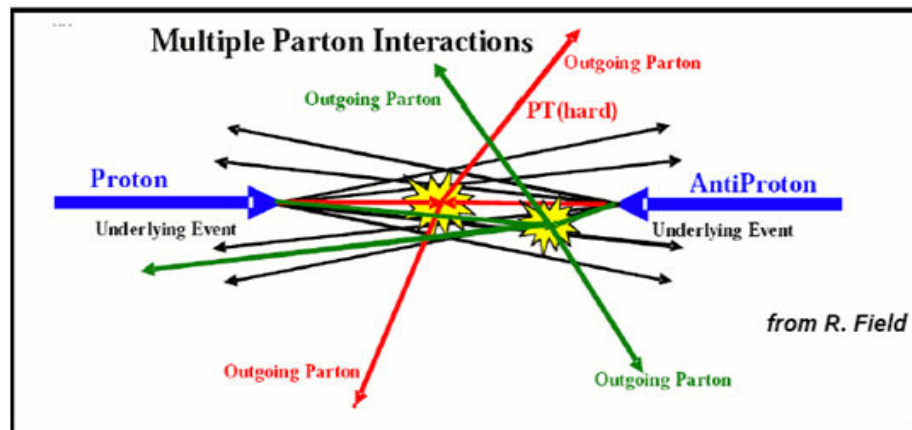 Multiple Parton Interactions
Outgoing Parton
Outgoing Parton
PT(hard)
Proton
AntiProton
Underlying Event
Underlying Event
from R. Field
Outgoing Parton
Outgoing Parton